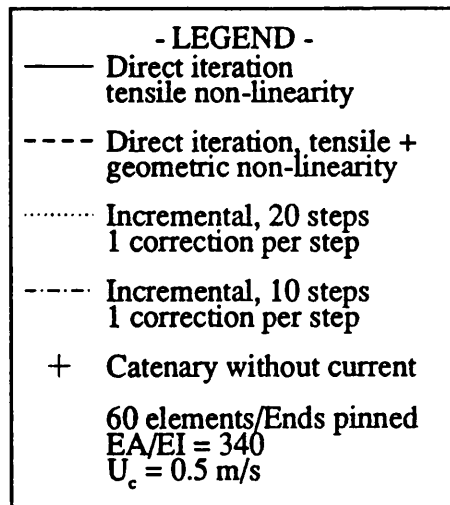 - LEGEND -
Direct iteration
tensile non-linearity
Direct iteration, tensile +
geometric non-linearity
Incremental, 20 steps
1 correction per step
Incremental, 10 steps
1 correction per step
+ Catenary without current
60 elements/Ends pinned
EA/EI = 340
U_c = 0.5 m/s